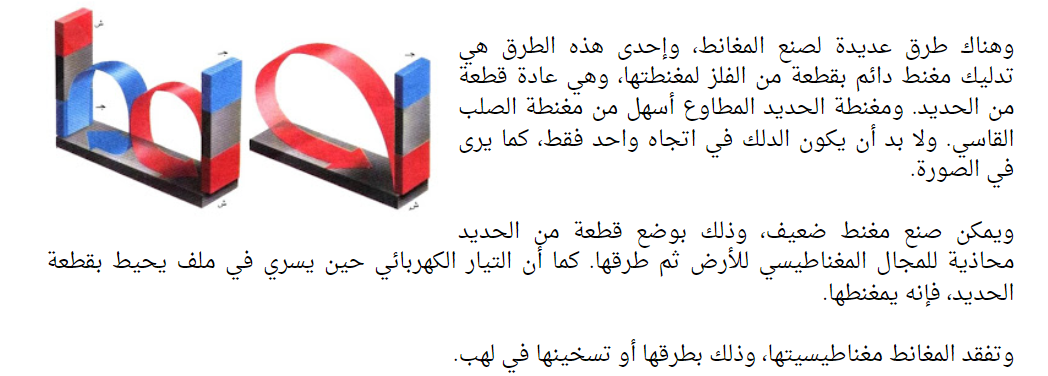 وهناك طرق عديدة لصنع المغانط، وإحدى هذه الطرق هي
تدليك مغنط دائم بقطعة من الفلز لمغنطتها، وهي عادة قطعة
من الحديد. ومغنطة الحديد المطاوع أسهل من مغنطة الصلب
القاسي. ولا بد أن يكون الدلك في اتجاه واحد فقط، كما يرى
في الصورة.
ويمكن صنع مغنط ضعيف، وذلك بوضع قطعة من الحديد
محاذية للمجال المغناطيسي للأرض ثم طرقها. كما أن التيار الكهربائي حين يسري في ملف يحيط بقطعة
الحديد، فإنه يمغنطها.
وتفقد المغانط مغناطيسيتها، وذلك بطرقها أو تسخينها في لهب.
ش
ش
ش